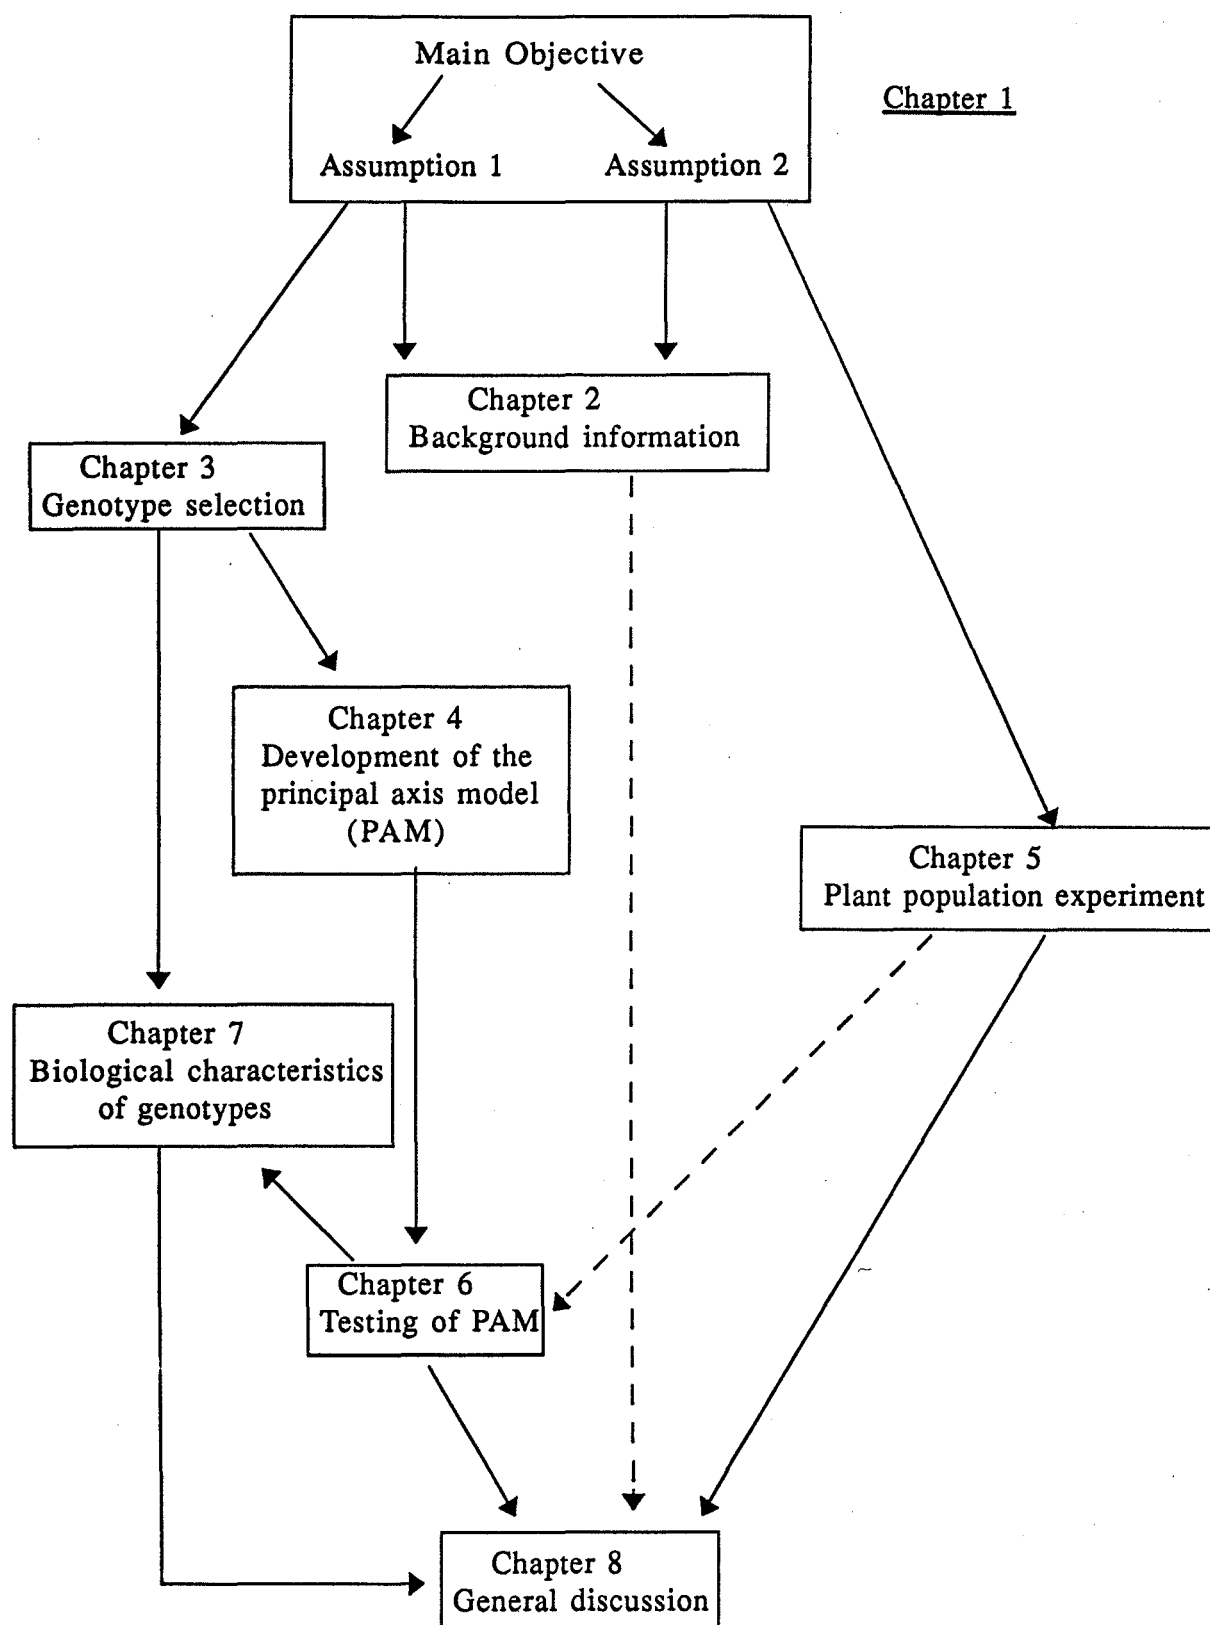 Main Objective
Chapter 1
Assumption 1
Assumption 2
Chapter 2
Background information
Chapter 3
Genotype selection
Chapter 4
Development of the
principal axis model
(PAM)
Chapter 5
Plant population experiment
Chapter 7
Biological characteristics
of genotypes
Chapter 6
Testing of PAM
Chapter 8
General discussion